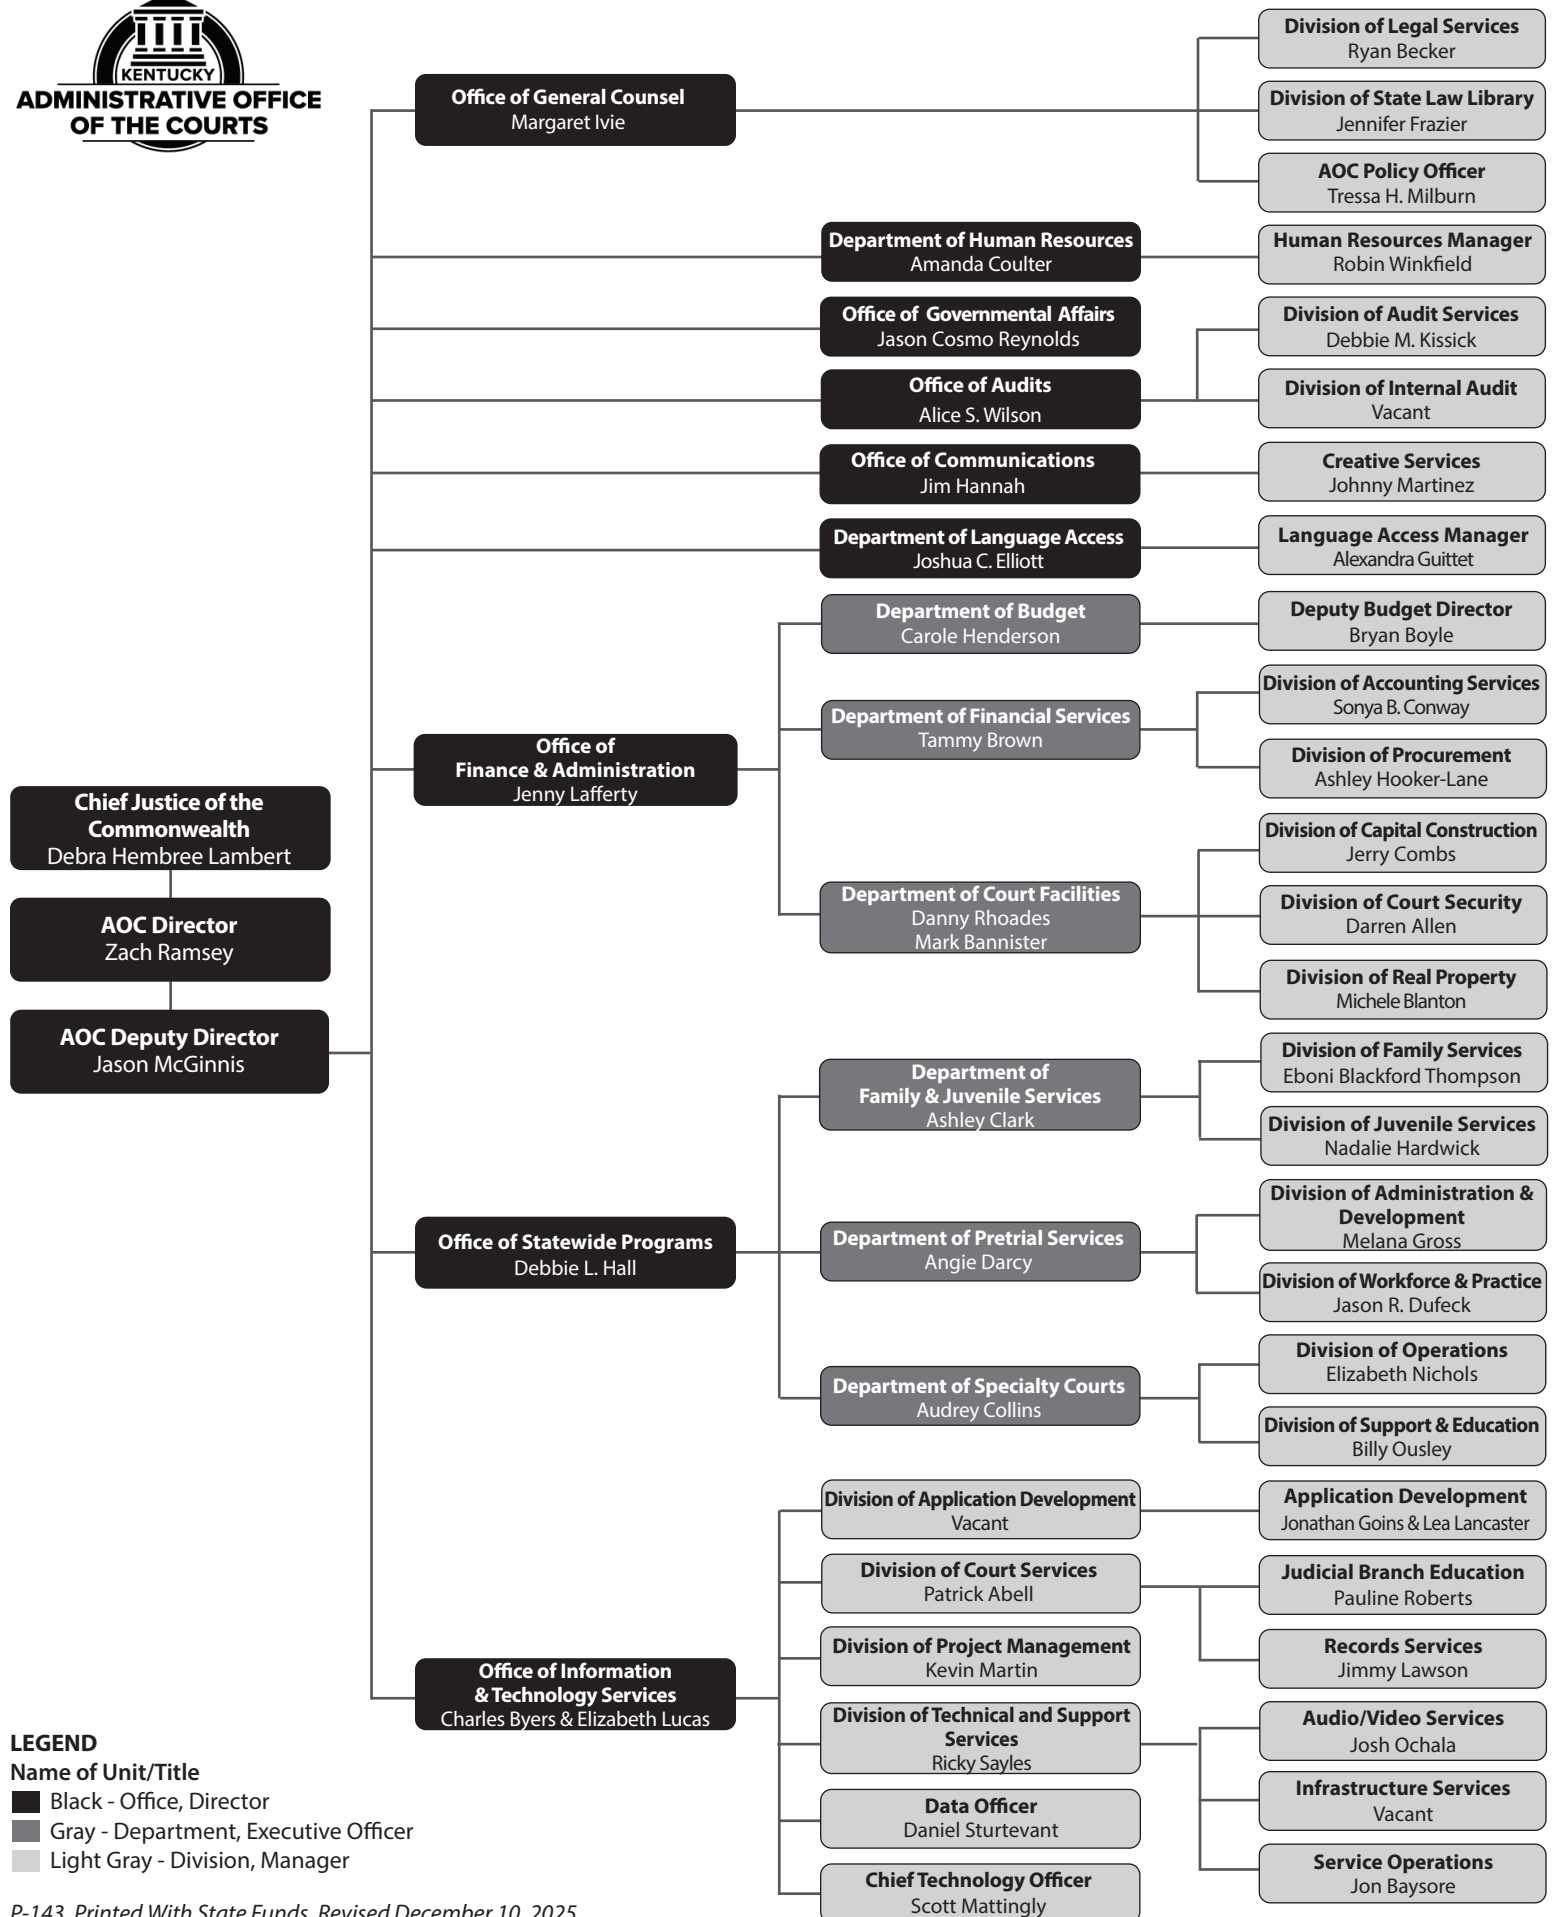 KENTUCKY
ADMINISTRATIVE OFFICE
OF THE COURTS
Chief Justice of the
Commonwealth
Debra Hembree Lambert
AOC Director
Zach Ramsey
AOC Deputy Director
Jason McGinnis
Office of General Counsel
Margaret Ivie
Division of Legal Services
Ryan Becker
Division of State Law Library
Jennifer Frazier
AOC Policy Officer
Tressa H. Milburn
Department of Human Resources
Amanda Coulter
Human Resources Manager
Robin Winkfield
Office of Governmental Affairs
Jason Cosmo Reynolds
Office of Audits
Alice S. Wilson
Division of Audit Services
Debbie M. Kissick
Division of Internal Audit
Vacant
Office of Communications
Jim Hannah
Creative Services
Johnny Martinez
Department of Language Access
Joshua C. Elliott
Language Access Manager
Alexandra Guittet
Office of
Finance & Administration
Jenny Lafferty
Department of Budget
Carole Henderson
Deputy Budget Director
Bryan Boyle
Department of Financial Services
Tammy Brown
Division of Accounting Services
Sonya B. Conway
Division of Procurement
Ashley Hooker-Lane
Department of Court Facilities
Danny Rhoades
Mark Bannister
Division of Capital Construction
Jerry Combs
Division of Court Security
Darren Allen
Division of Real Property
Michele Blanton
Office of Statewide Programs
Debbie L. Hall
Department of
Family & Juvenile Services
Ashley Clark
Division of Family Services
Eboni Blackford Thompson
Division of Juvenile Services
Nadalie Hardwick
Department of Pretrial Services
Angie Darcy
Division of Administration &
Development
Melana Gross
Division of Workforce & Practice
Jason R. Dufeck
Department of Specialty Courts
Audrey Collins
Division of Operations
Elizabeth Nichols
Division of Support & Education
Billy Ousley
Office of Information
& Technology Services
Charles Byers & Elizabeth Lucas
Division of Application Development
Vacant
Application Development
Jonathan Goins & Lea Lancaster
Division of Court Services
Patrick Abell
Judicial Branch Education
Pauline Roberts
Records Services
Jimmy Lawson
Division of Project Management
Kevin Martin
Division of Technical and Support
Services
Ricky Sayles
Audio/Video Services
Josh Ochala
Infrastructure Services
Vacant
Service Operations
Jon Baysore
Data Officer
Daniel Sturtevant
Chief Technology Officer
Scott Mattingly
LEGEND
Name of Unit/Title
Black - Office, Director
Gray - Department, Executive Officer
Light Gray - Division, Manager
P-143, Printed With State Funds, Revised December 10, 2025